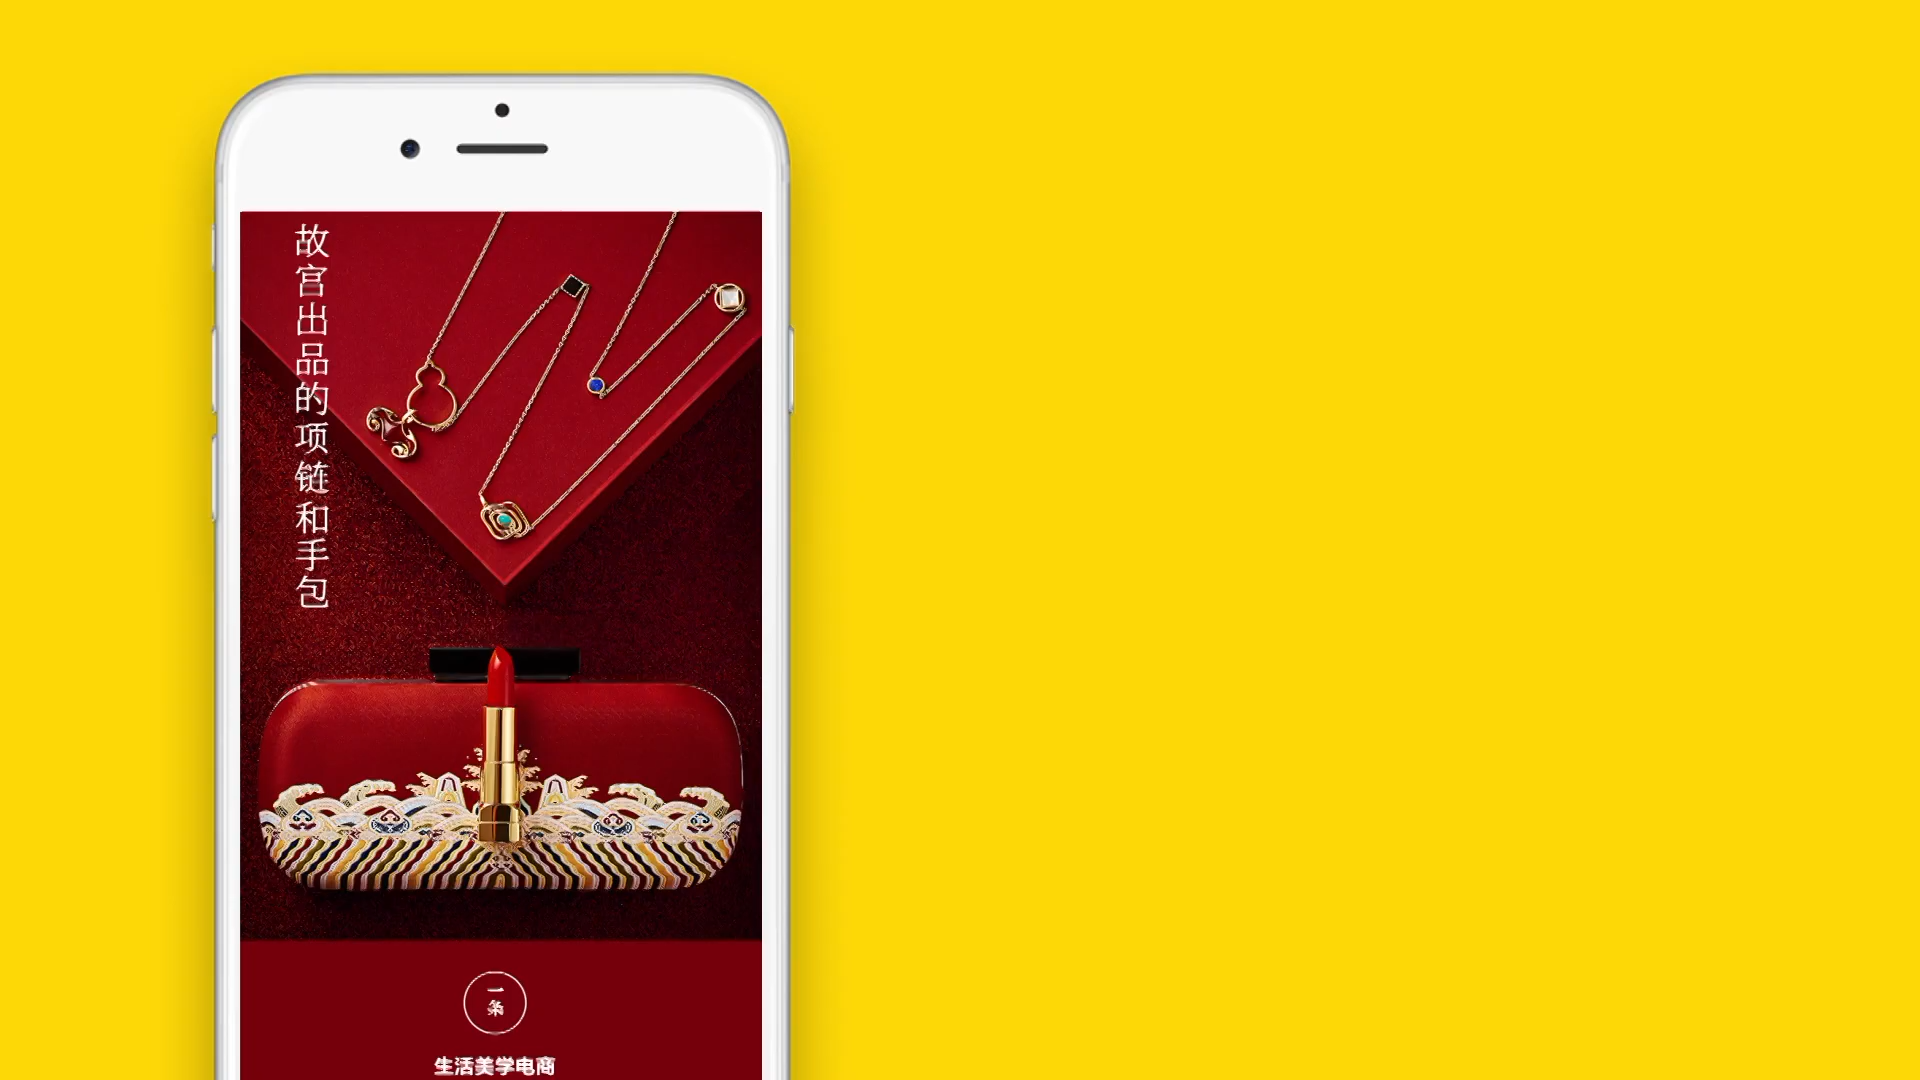 故宫出品的项链和手包
一条
生活美学电商